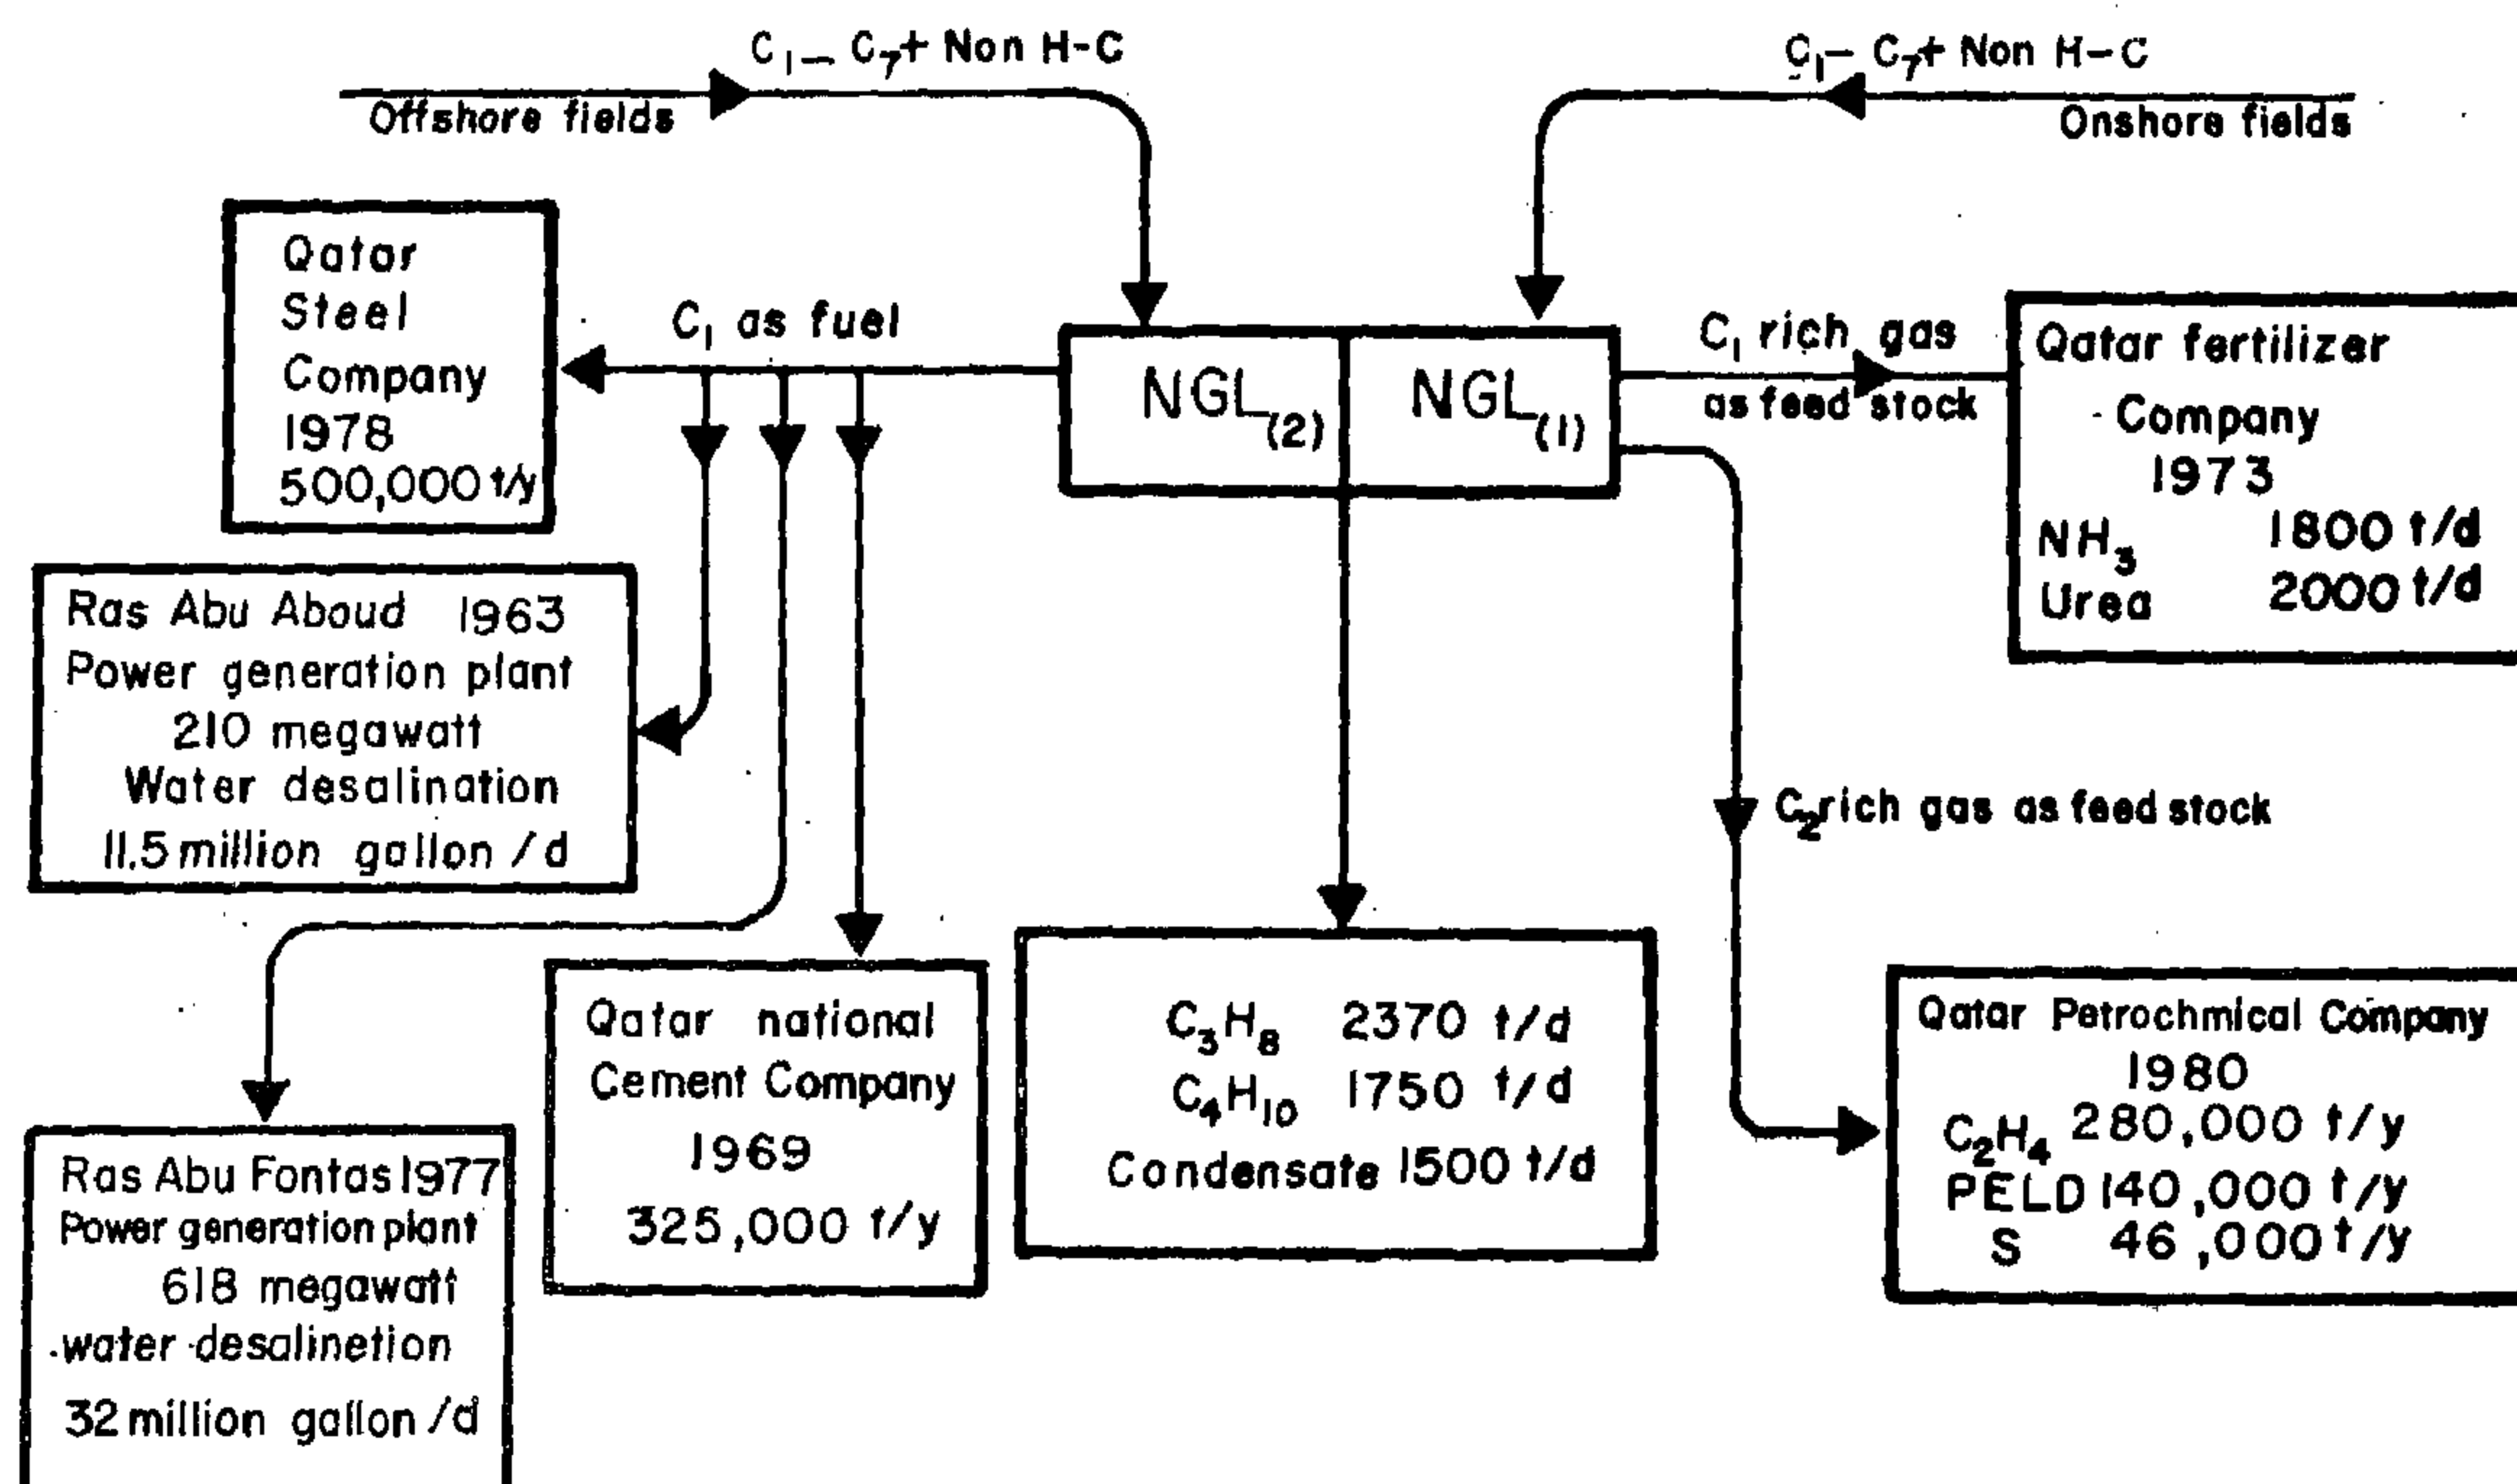 C₁ – C₇+ Non H-C
Offshore fields
C₁ – C₇+ Non H-C
Onshore fields
Qatar
Steel
Company
1978
500,000 t/y
C₁ as fuel
NGL(2)
NGL(1)
C₁ rich gas
as feed stock
Qatar fertilizer
Company
1973
NH₃ 1800 t/d
Urea 2000 t/d
Ras Abu Aboud 1963
Power generation plant
210 megawatt
Water desalination
11.5 million gallon /d
C₂ rich gas as feed stock
Ras Abu Fontas 1977
Power generation plant
618 megawatt
water desalinetion
32 million gallon /d
Qatar national
Cement Company
1969
325,000 t/y
C₃H₈ 2370 t/d
C₄H₁₀ 1750 t/d
Condensate 1500 t/d
Qatar Petrochmical Company
1980
C₂H₄ 280,000 t/y
PELD 140,000 t/y
S 46,000 t/y